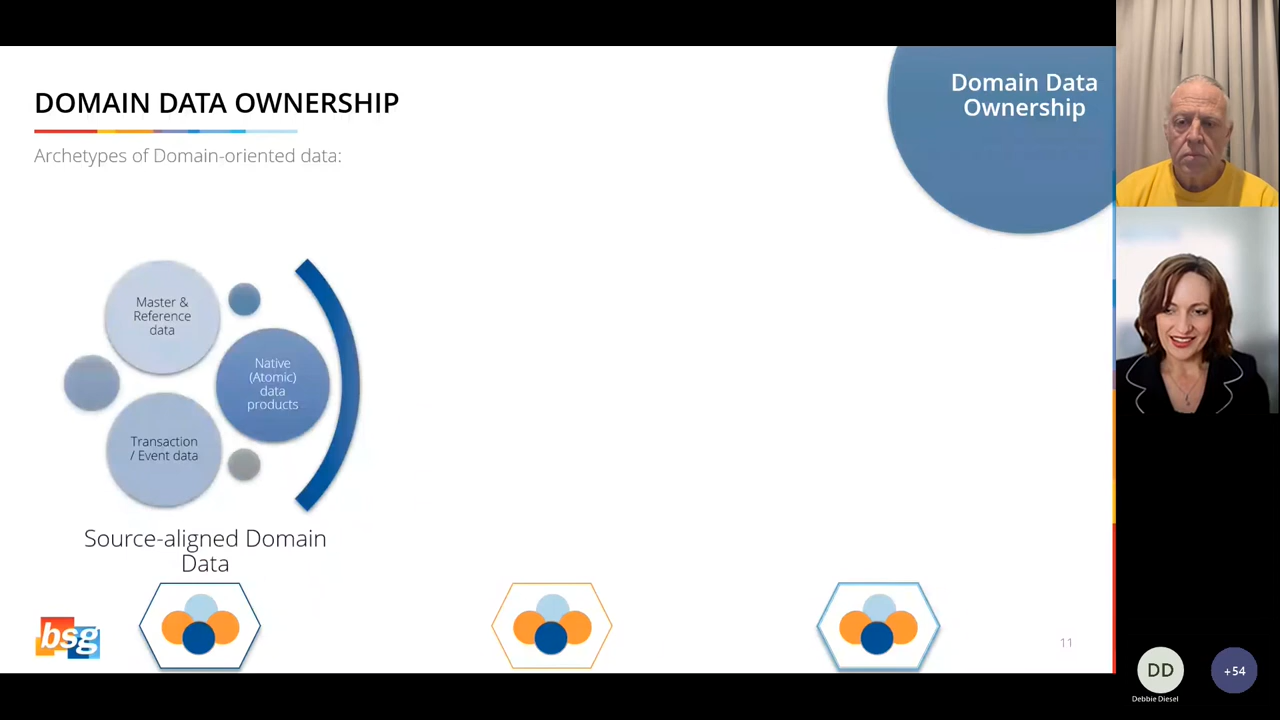 DOMAIN DATA OWNERSHIP
Archetypes of Domain-oriented data:
Domain Data
Ownership
Master &
Reference
data
Native
(Atomic)
data
products
Transaction
/ Event data
Source-aligned Domain
Data
bsg
11
DD
Debbie Diesel
+54